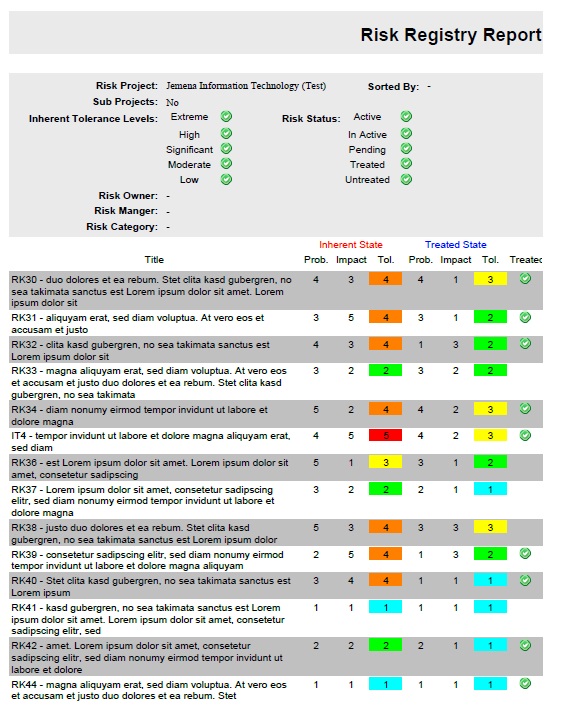 Risk Registry Report
Risk Project: Jemena Information Technology (Test) Sorted By: -
Sub Projects: No
Inherent Tolerance Levels: Extreme Risk Status: Active
High In Active
Significant Pending
Moderate Treated
Low Untreated
Risk Owner: -
Risk Manger: -
Risk Category: -
Inherent State Treated State
Title Prob. Impact Tol. Prob. Impact Tol. Treated
RK30 - duo dolores et ea rebum. Stet clita kasd gubergren, no 4 3 4 4 1 3
sea takimata sanctus est Lorem ipsum dolor sit amet. Lorem
ipsum dolor sit
RK31 - aliquyam erat, sed diam voluptua. At vero eos et 3 5 4 3 1 2
accusam et justo
RK32 - clita kasd gubergren, no sea takimata sanctus est 4 3 4 1 3 2
Lorem ipsum dolor sit
RK33 - magna aliquyam erat, sed diam voluptua. At vero eos 3 2 2 3 2 2
et accusam et justo duo dolores et ea rebum. Stet clita kasd
gubergren, no sea takimata
RK34 - diam nonumy eirmod tempor invidunt ut labore et 5 2 4 4 2 3
dolore magna
IT4 - tempor invidunt ut labore et dolore magna aliquyam erat, 4 5 5 4 2 3
sed diam
RK36 - est Lorem ipsum dolor sit amet. Lorem ipsum dolor sit 5 1 3 3 1 2
amet, consetetur sadipscing
RK37 - Lorem ipsum dolor sit amet, consetetur sadipscing 3 2 2 2 1 1
elitr, sed diam nonumy eirmod tempor invidunt ut labore et
dolore magna
RK38 - justo duo dolores et ea rebum. Stet clita kasd 5 3 4 3 3 3
gubergren, no sea takimata sanctus est Lorem ipsum dolor
RK39 - consetetur sadipscing elitr, sed diam nonumy eirmod 2 5 4 1 3 2
tempor invidunt ut labore et dolore magna aliquyam
RK40 - Stet clita kasd gubergren, no sea takimata sanctus est 3 4 4 1 1 1
Lorem ipsum
RK41 - kasd gubergren, no sea takimata sanctus est Lorem 1 1 1 1 1 1
ipsum dolor sit amet. Lorem ipsum dolor sit amet, consetetur
sadipscing elitr, sed
RK42 - amet. Lorem ipsum dolor sit amet, consetetur 2 2 2 2 1 1
sadipscing elitr, sed diam nonumy eirmod tempor invidunt ut
labore et dolore
RK44 - magna aliquyam erat, sed diam voluptua. At vero eos 1 1 1 1 1 1
et accusam et justo duo dolores et ea rebum. Stet